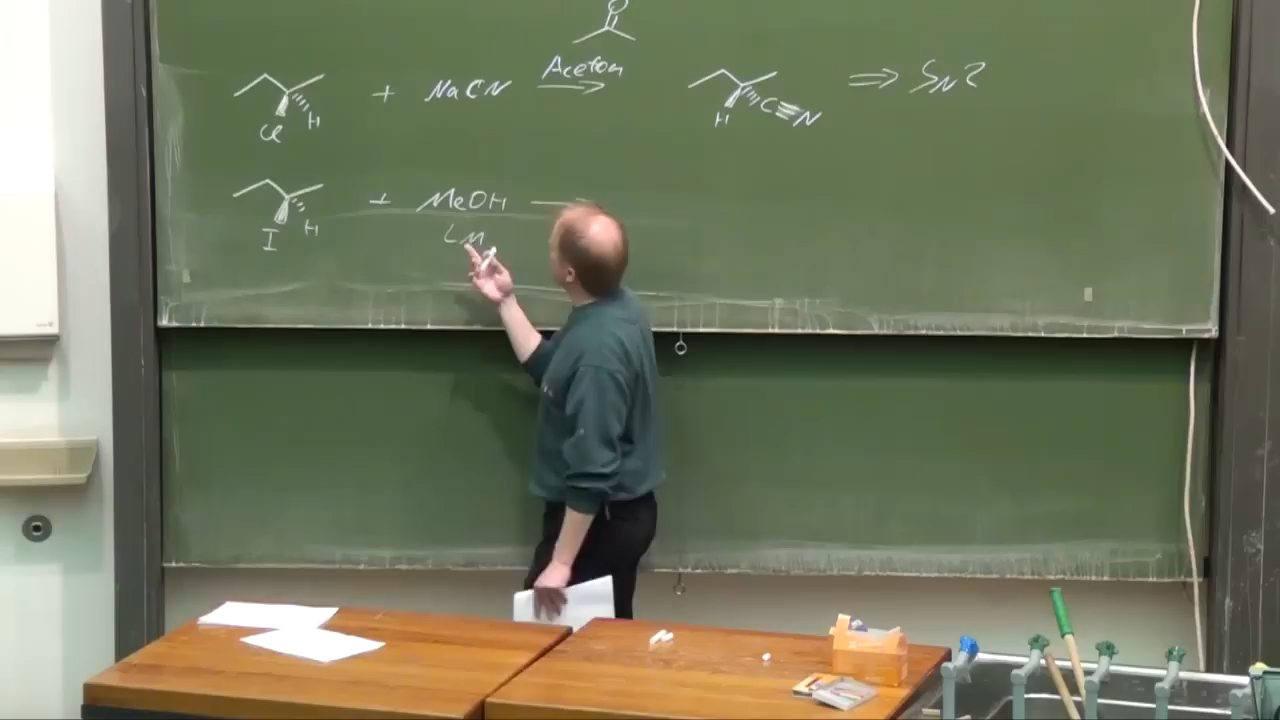 O
Cl H + NaCN Aceton → H C≡N ⇒ SN2
I H + MeOH
LM